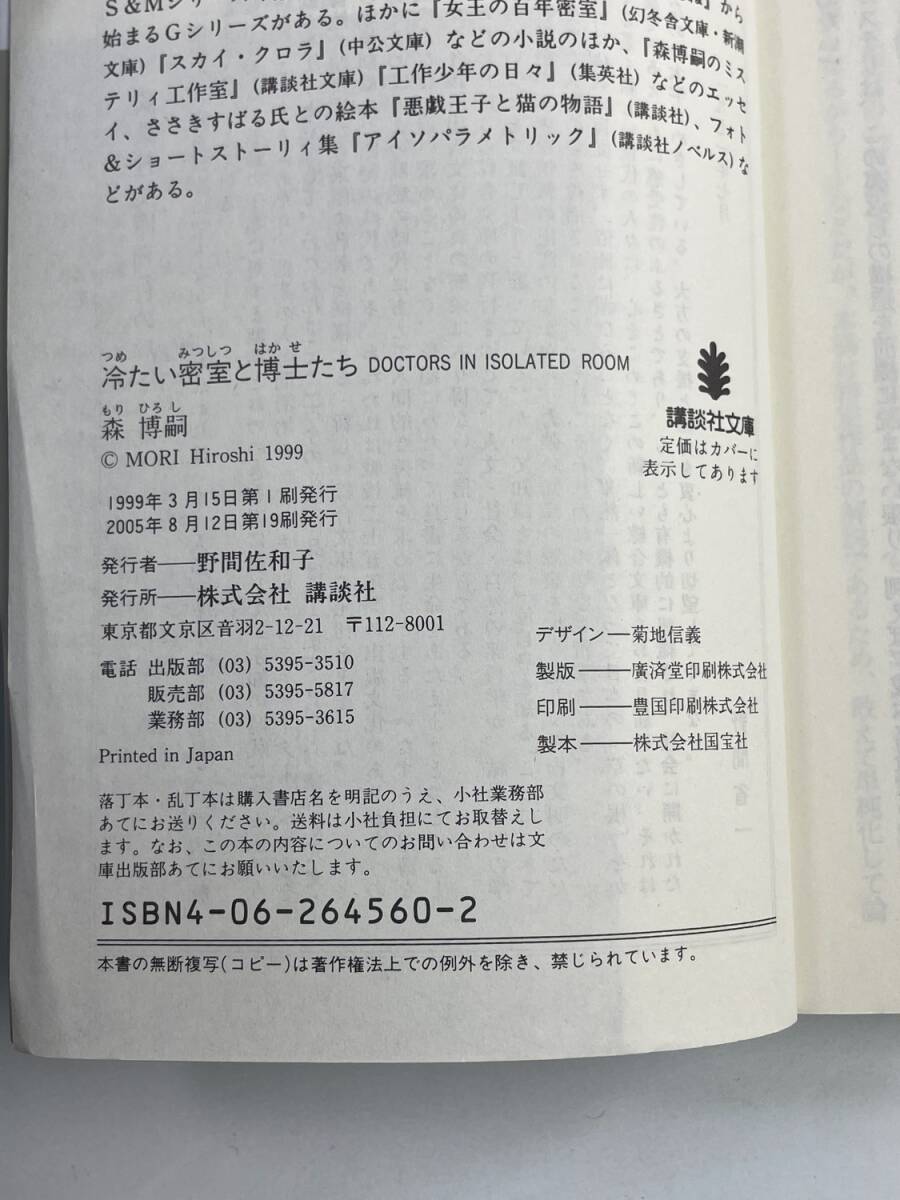 S&Mシリーズ
から
始まるGシリーズがある。ほかに『女王の百年密室』(幻冬舎文庫・新潮
文庫)『スカイ・クロラ』(中公文庫)などの小説のほか、『森博嗣のミス
テリィ工作室』(講談社文庫)『工作少年の日々』(集英社)などのエッセ
イ、ささきすばる氏との絵本『悪戯王子と猫の物語』(講談社)、フォト
&ショートストーリィ集『アイソパラメトリック』(講談社ノベルス)な
どがある。
つめ みつしつ はか せ
冷たい密室と博士たち DOCTORS IN ISOLATED ROOM
もり ひろ し
森 博嗣
© MORI Hiroshi 1999
1999年3月15日第1刷発行
2005年8月12日第19刷発行
発行者――野間佐和子
発行所――株式会社 講談社
東京都文京区音羽2-12-21 〒112-8001
電話 出版部 (03) 5395-3510
販売部 (03) 5395-5817
業務部 (03) 5395-3615
Printed in Japan
講談社文庫
定価はカバーに
表示してあります
デザイン―菊地信義
製版――廣済堂印刷株式会社
印刷――豊国印刷株式会社
製本――株式会社国宝社
落丁本・乱丁本は購入書店名を明記のうえ、小社業務部
あてにお送りください。送料は小社負担にてお取替えし
ます。なお、この本の内容についてのお問い合わせは文
庫出版部あてにお願いいたします。
ISBN4-06-264560-2
本書の無断複写(コピー)は著作権法上での例外を除き、禁じられています。